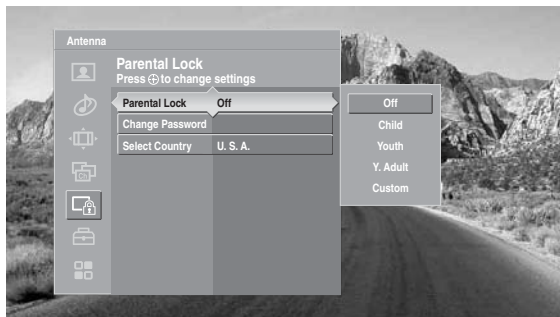 Antenna
Parental Lock
Press to change settings
Parental Lock Off
Change Password
Select Country U. S. A.
Off
Child
Youth
Y. Adult
Custom
Ch